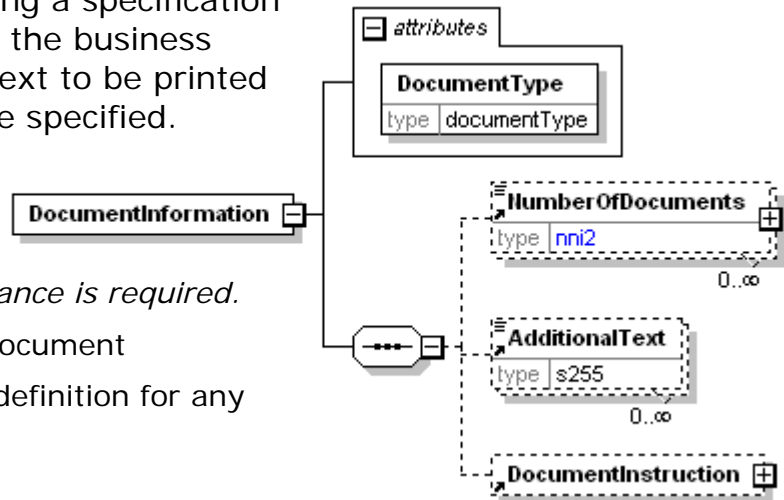 ng a specification
the business
ext to be printed
e specified.
attributes
DocumentType
type documentType
DocumentInformation
NumberOfDocuments
type nni2
0..∞
ance is required.
ocument
definition for any
AdditionalText
type s255
0..∞
DocumentInstruction